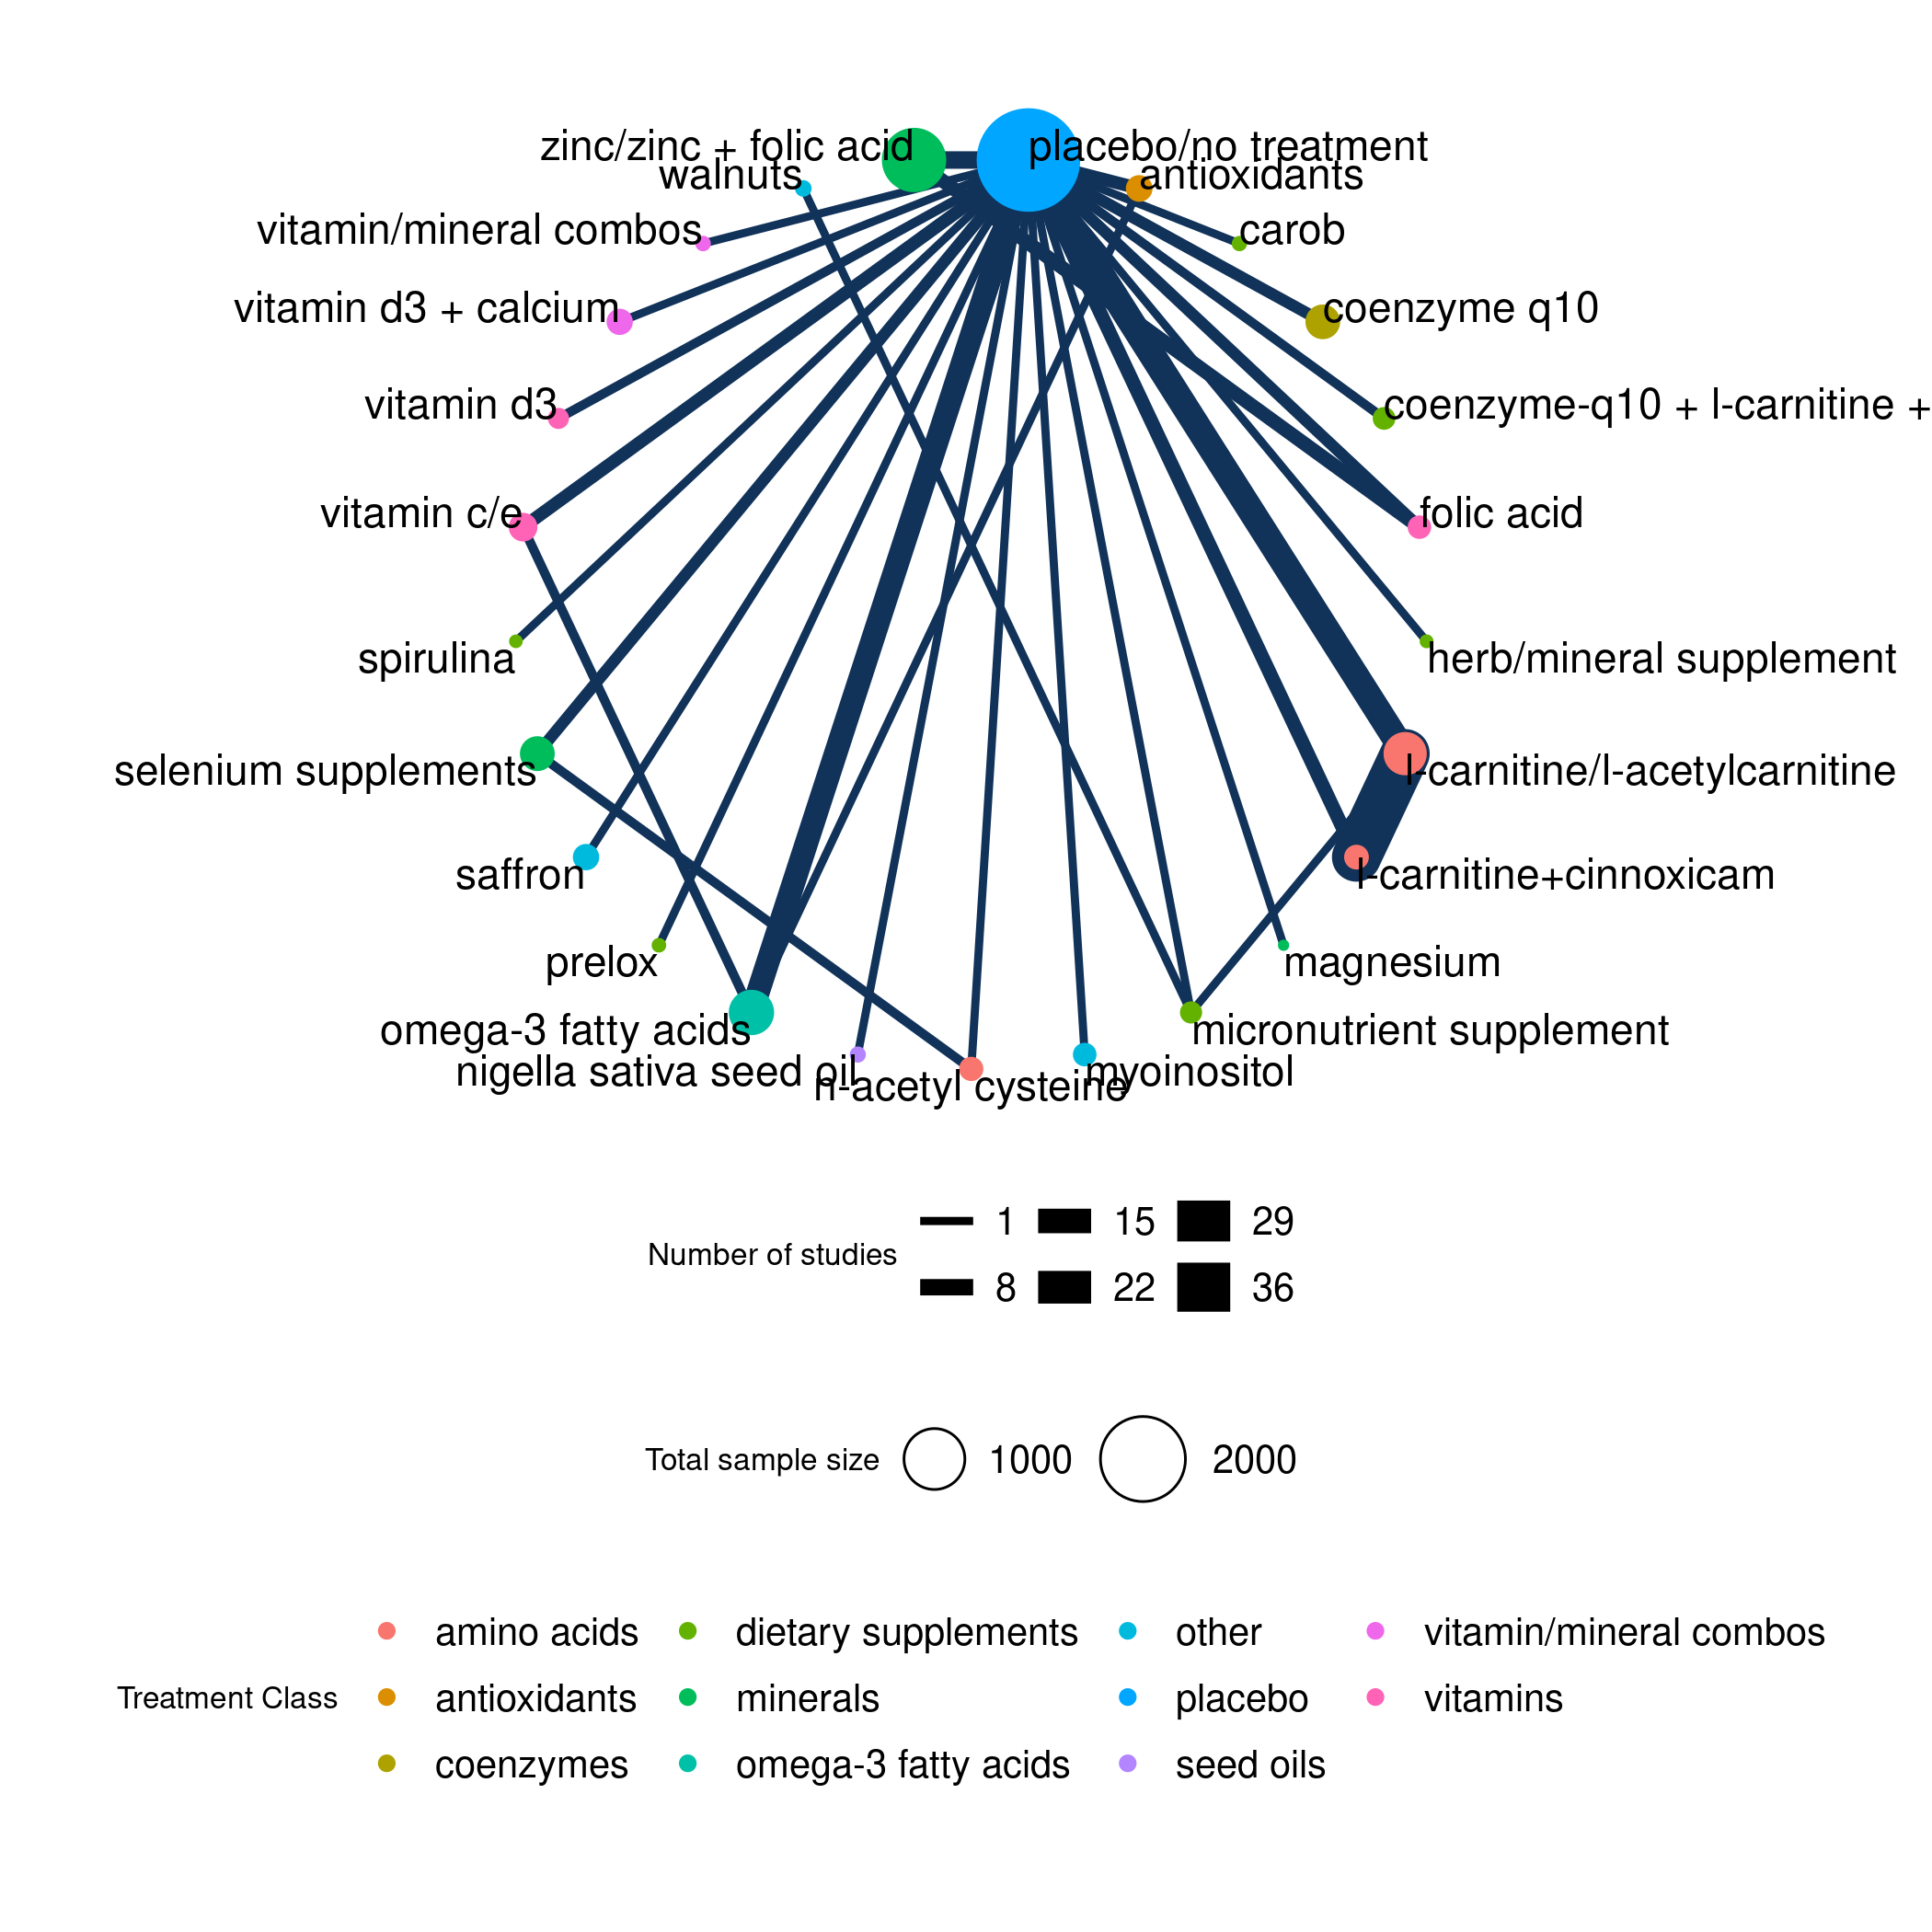 zinc/zinc + folic acid
placebo/no treatment
walnuts
antioxidants
vitamin/mineral combos
carob
vitamin d3 + calcium
coenzyme q10
vitamin d3
coenzyme-q10 + l-carnitine +
vitamin c/e
folic acid
spirulina
herb/mineral supplement
selenium supplements
l-carnitine/l-acetylcarnitine
saffron
l-carnitine+cinnoxicam
prelox
magnesium
omega-3 fatty acids
micronutrient supplement
nigella sativa seed oil
n-acetyl cysteine
myoinositol
Number of studies
1 15 29
8 22 36
Total sample size 1000 2000
Treatment Class
amino acids dietary supplements other vitamin/mineral combos
antioxidants minerals placebo vitamins
coenzymes omega-3 fatty acids seed oils